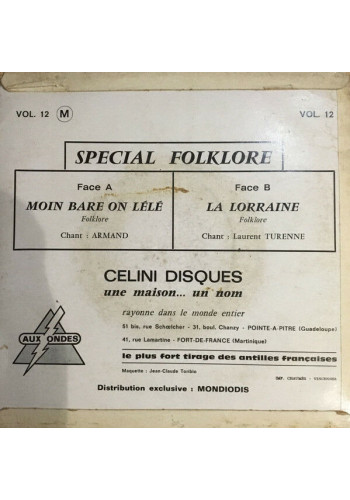 VOL. 12 M VOL. 12
SPECIAL FOLKLORE
Face A
MOIN BARE ON LÉLÉ
Folklore
Chant : ARMAND
Face B
LA LORRAINE
Folklore
Chant : Laurent TURENNE
CELINI DISQUES
une maison... un nom
rayonne dans le monde entier
51 bis, rue Schœlcher - 31, boul. Chanzy - POINTE-A-PITRE (Guadeloupe)
41, rue Lamartine - FORT-DE-FRANCE (Martinique)
AUX ONDES
le plus fort tirage des antilles françaises
Maquette : Jean-Claude Toribio
IMP.
Distribution exclusive : MONDIODIS